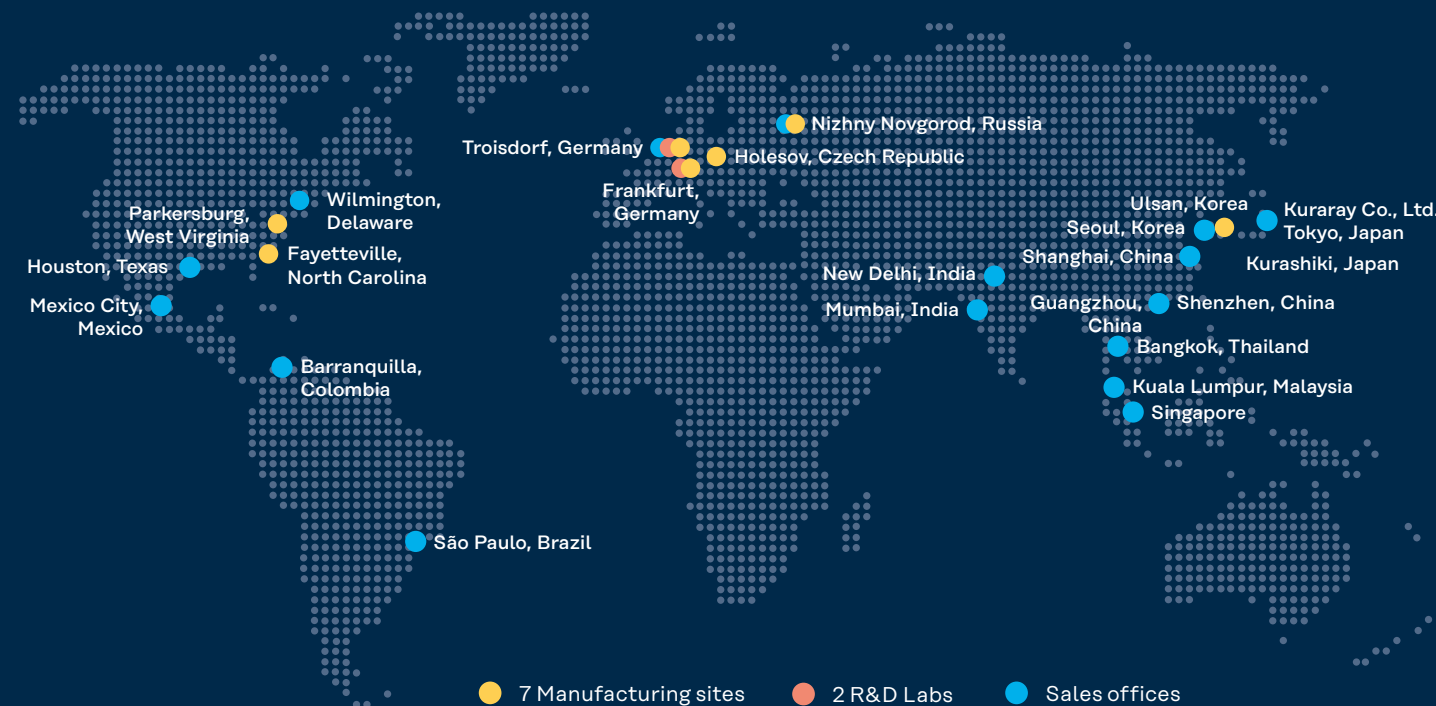 Nizhny Novgorod, Russia
Troisdorf, Germany
Holesov, Czech Republic
Frankfurt,
Germany
Wilmington,
Delaware
Parkersburg,
West Virginia
Fayetteville,
North Carolina
Houston, Texas
Mexico City,
Mexico
Barranquilla,
Colombia
São Paulo, Brazil
Ulsan, Korea
Seoul, Korea
Kuraray Co., Ltd.
Tokyo, Japan
Shanghai, China
Kurashiki, Japan
New Delhi, India
Mumbai, India
Guangzhou,
China
Shenzhen, China
Bangkok, Thailand
Kuala Lumpur, Malaysia
Singapore
7 Manufacturing sites
2 R&D Labs
Sales offices